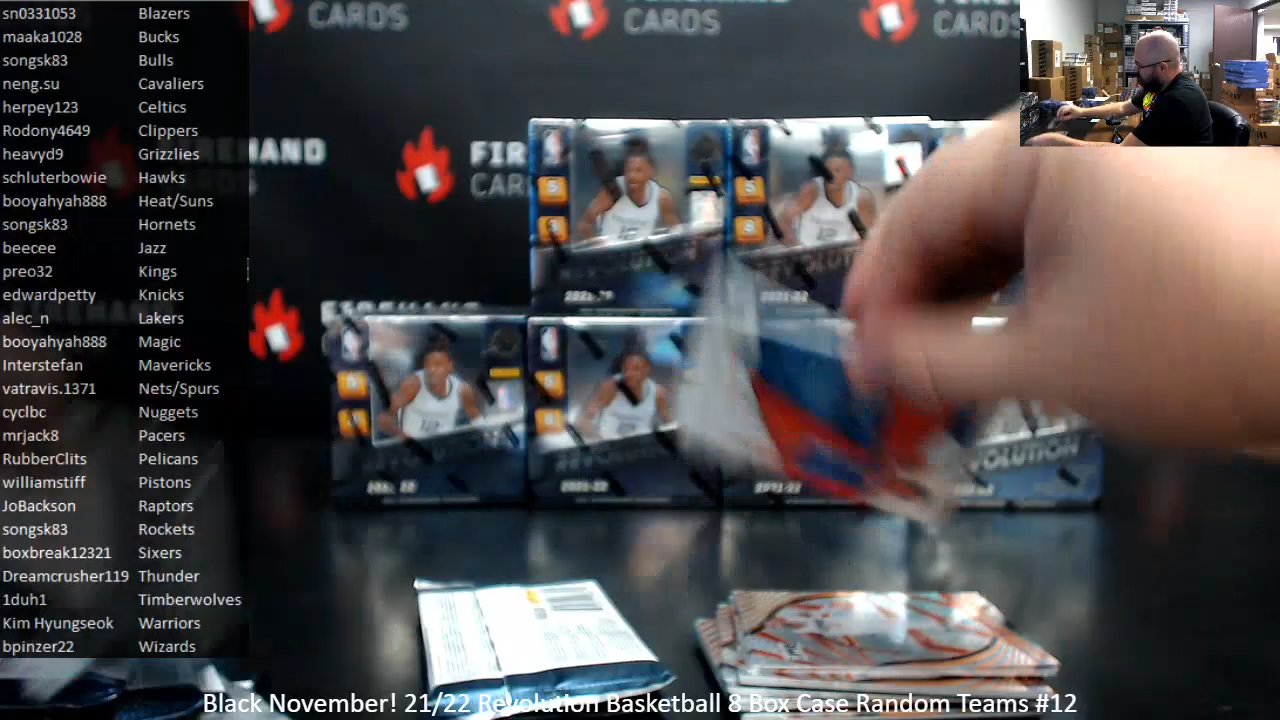 sn0331053 Blazers
maaka1028 Bucks
songsk83 Bulls
neng.su Cavaliers
herpey123 Celtics
Rodony4649 Clippers
heavyd9 Grizzlies
schluterbowie Hawks
booyahyah888 Heat/Suns
songsk83 Hornets
beecee Jazz
preo32 Kings
edwardpetty Knicks
alec_n Lakers
booyahyah888 Magic
Interstefan Mavericks
vatravis.1371 Nets/Spurs
cyclbc Nuggets
mrjack8 Pacers
RubberClits Pelicans
williamstiff Pistons
JoBackson Raptors
songsk83 Rockets
boxbreak12321 Sixers
Dreamcrusher119 Thunder
1duh1 Timberwolves
Kim Hyungseok Warriors
bpinzer22 Wizards
CARDS
CARDS
CARDS
FIR
CAR
2021-22
Black November! 21/22 Revolution Basketball 8 Box Case Random Teams #12